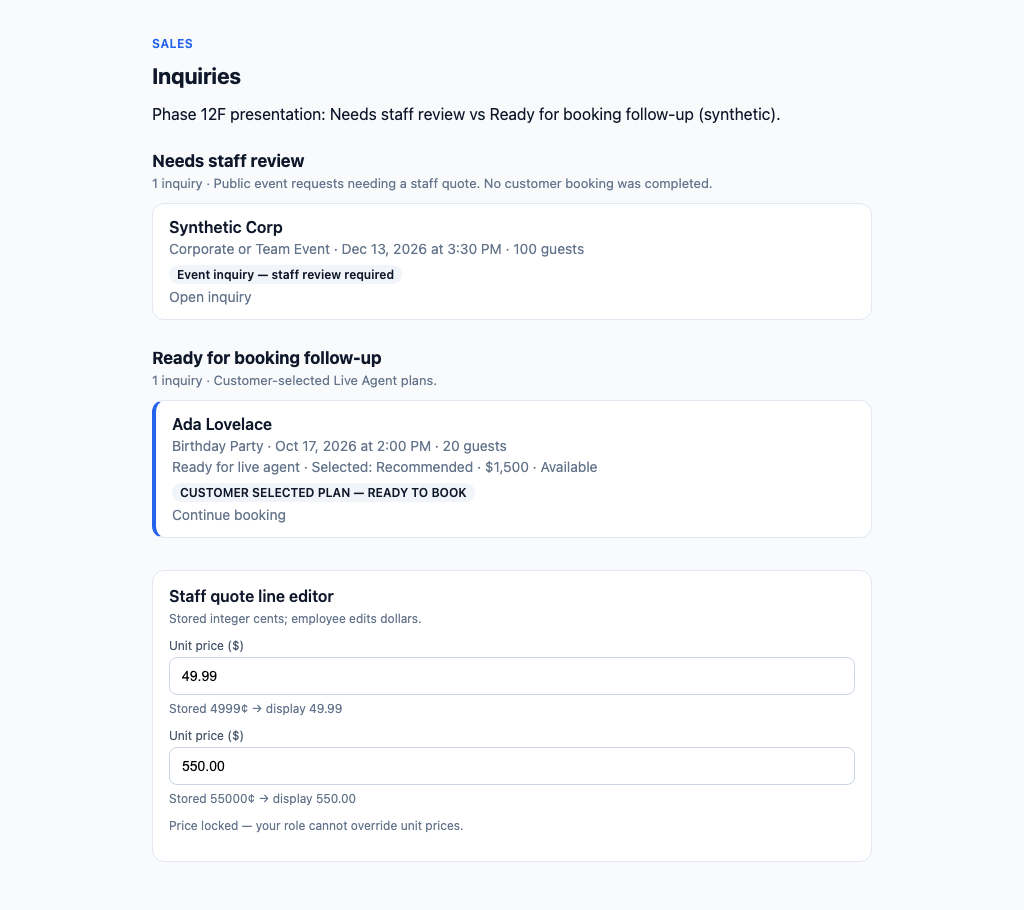 SALES
Inquiries
Phase 12F presentation: Needs staff review vs Ready for booking follow-up (synthetic).
Needs staff review
1 inquiry · Public event requests needing a staff quote. No customer booking was completed.
Synthetic Corp
Corporate or Team Event · Dec 13, 2026 at 3:30 PM · 100 guests
Event inquiry — staff review required
Open inquiry
Ready for booking follow-up
1 inquiry · Customer-selected Live Agent plans.
Ada Lovelace
Birthday Party · Oct 17, 2026 at 2:00 PM · 20 guests
Ready for live agent · Selected: Recommended · $1,500 · Available
CUSTOMER SELECTED PLAN — READY TO BOOK
Continue booking
Staff quote line editor
Stored integer cents; employee edits dollars.
Unit price ($)
49.99
Stored 4999¢ → display 49.99
Unit price ($)
550.00
Stored 55000¢ → display 550.00
Price locked — your role cannot override unit prices.